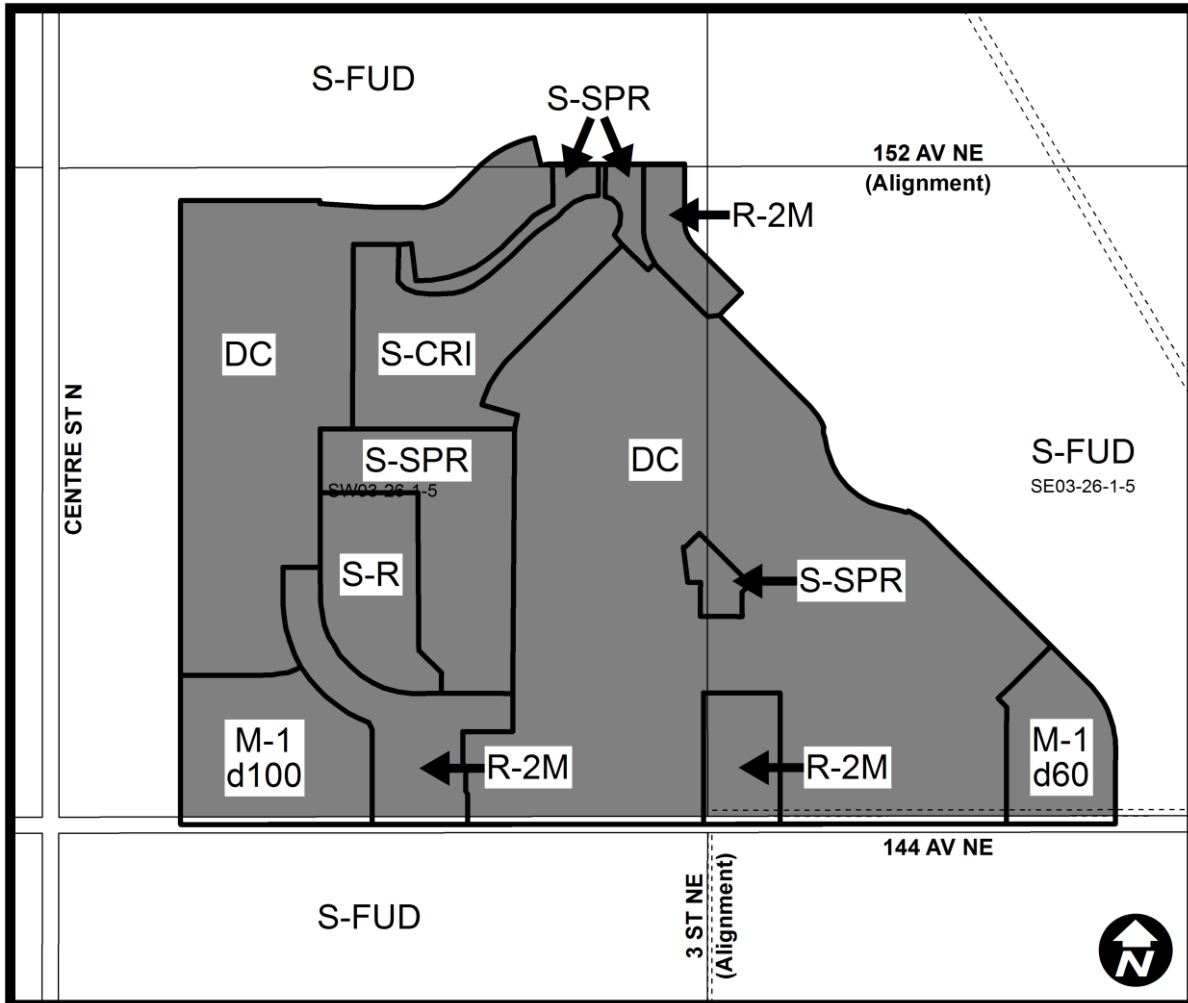 S-FUD
S-SPR
152 AV NE
(Alignment)
R-2M
DC
S-CRI
CENTRE ST N
S-SPR
SW03-26-1-5
DC
S-FUD
SE03-26-1-5
S-R
S-SPR
M-1
d100
R-2M
R-2M
M-1
d60
144 AV NE
3 ST NE
(Alignment)
S-FUD
N